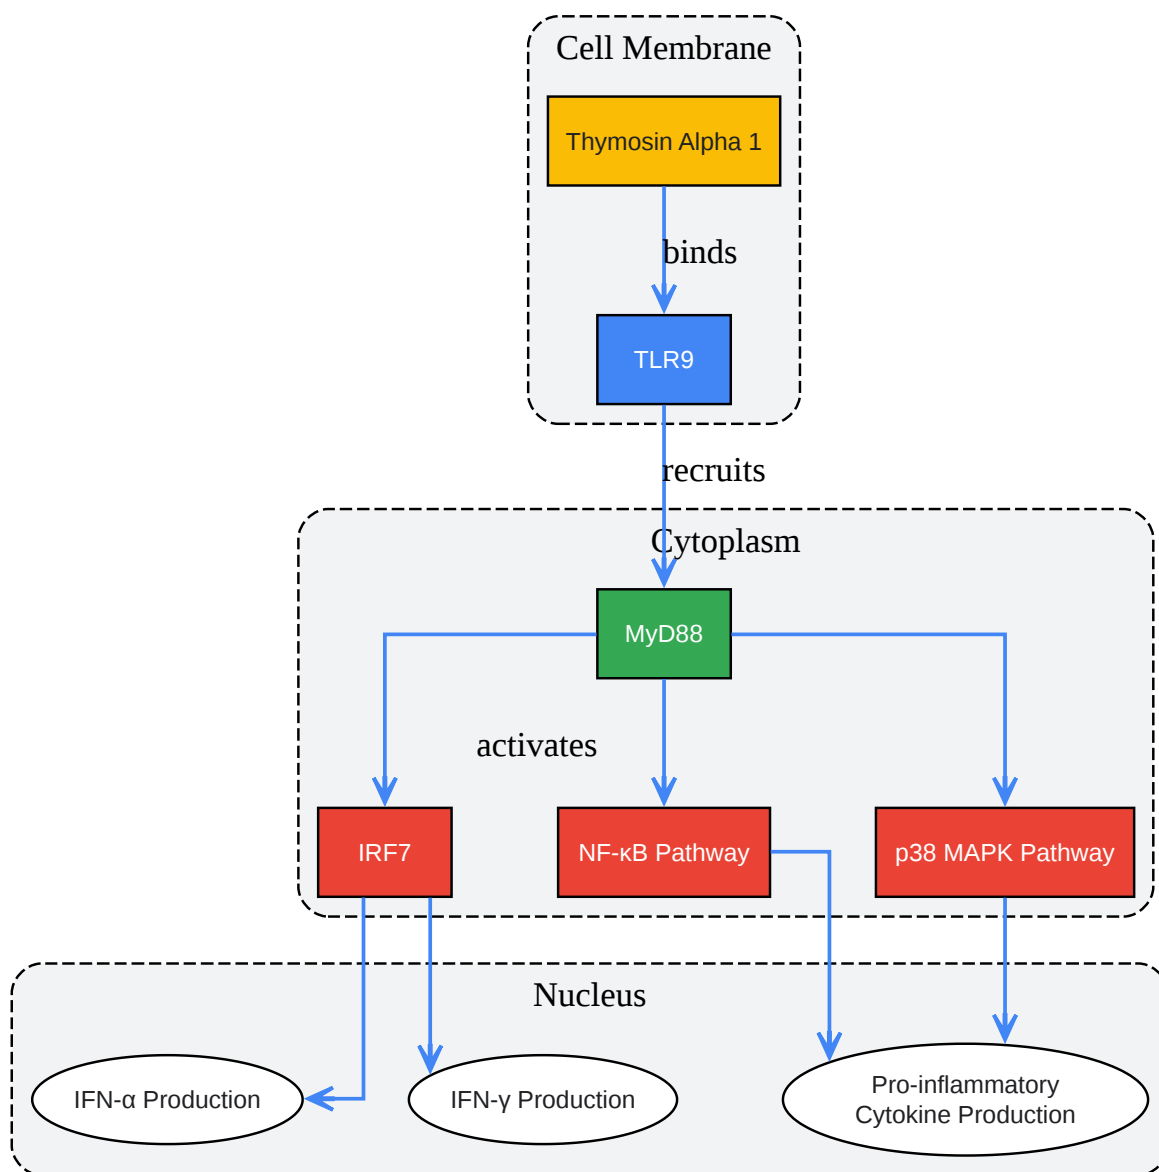 Cell Membrane
Thymosin Alpha 1
binds
TLR9
recruits
Cytoplasm
MyD88
activates
IRF7
NF-κB Pathway
p38 MAPK Pathway
Nucleus
IFN-α Production
IFN-γ Production
Pro-inflammatory
Cytokine Production